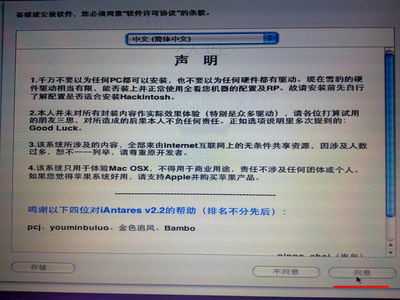 要继续安装软件，您必须同意“软件许可协议”的条款。
中文 (简体中文)
声 明
1.千万不要以为任何PC都可以安装，也不要以为任何硬件都有驱动。现在雪豹的硬
件驱动相当有限，能否装上并正常使用全看您机器的配置及RP。故请安装前先自行
了解配置是否适合安装Hackintosh.
2.本人并未对所有封装内容作实际效果体验（特别是众多驱动），请各位打算试用
的朋友三思，对所造成的后果本人不负任何责任。正如选项说明里多次提到的：
Good Luck.
3.该系统所涉及的内容，全部来由Internet互联网上的无条件共享资源，因涉及人数
过多，恕不一一列举，请尊重原开发者。
4.该系统只用于体验Mac OSX，不得用于商业用途，责任不涉及任何团体或个人。
如果您觉得苹果系统好用，请支持Apple并购买苹果产品。
鸣谢以下四位对iAntares v2.2的帮助（排名不分先后）：
pcj、youminbuluo、金色追风、Bambo
存储
不同意
同意